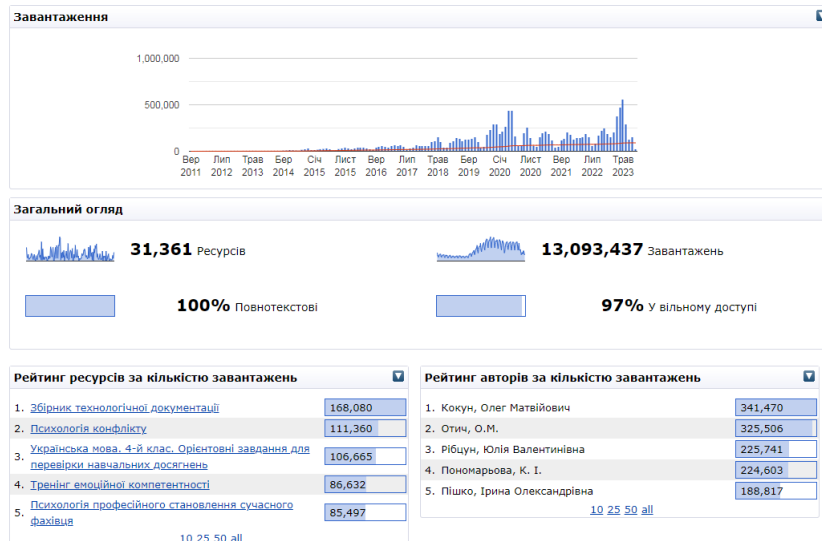 Завантаження
1,000,000
500,000
0
Вер Лип Трав Бер Січ Лист Вер Лип Трав Бер Січ Лист Вер Лип Трав
2011 2012 2013 2014 2015 2015 2016 2017 2018 2019 2020 2020 2021 2022 2023
Загальний огляд
31,361 Ресурсів
13,093,437 Завантажень
100% Повнотекстові
97% У вільному доступі
Рейтинг ресурсів за кількістю завантажень
1. Збірник технологічної документації 168,080
2. Психологія конфлікту 111,360
3. Українська мова. 4-й клас. Орієнтовні завдання для
перевірки навчальних досягнень 106,665
4. Тренінг емоційної компетентності 86,632
5. Психологія професійного становлення сучасного
фахівця 85,497
10 25 50 all
Рейтинг авторів за кількістю завантажень
1. Кокун, Олег Матвійович 341,470
2. Отич, О.М. 325,506
3. Рібцун, Юлія Валентинівна 225,741
4. Пономарьова, К. І. 224,603
5. Пішко, Ірина Олександрівна 188,817
10 25 50 all